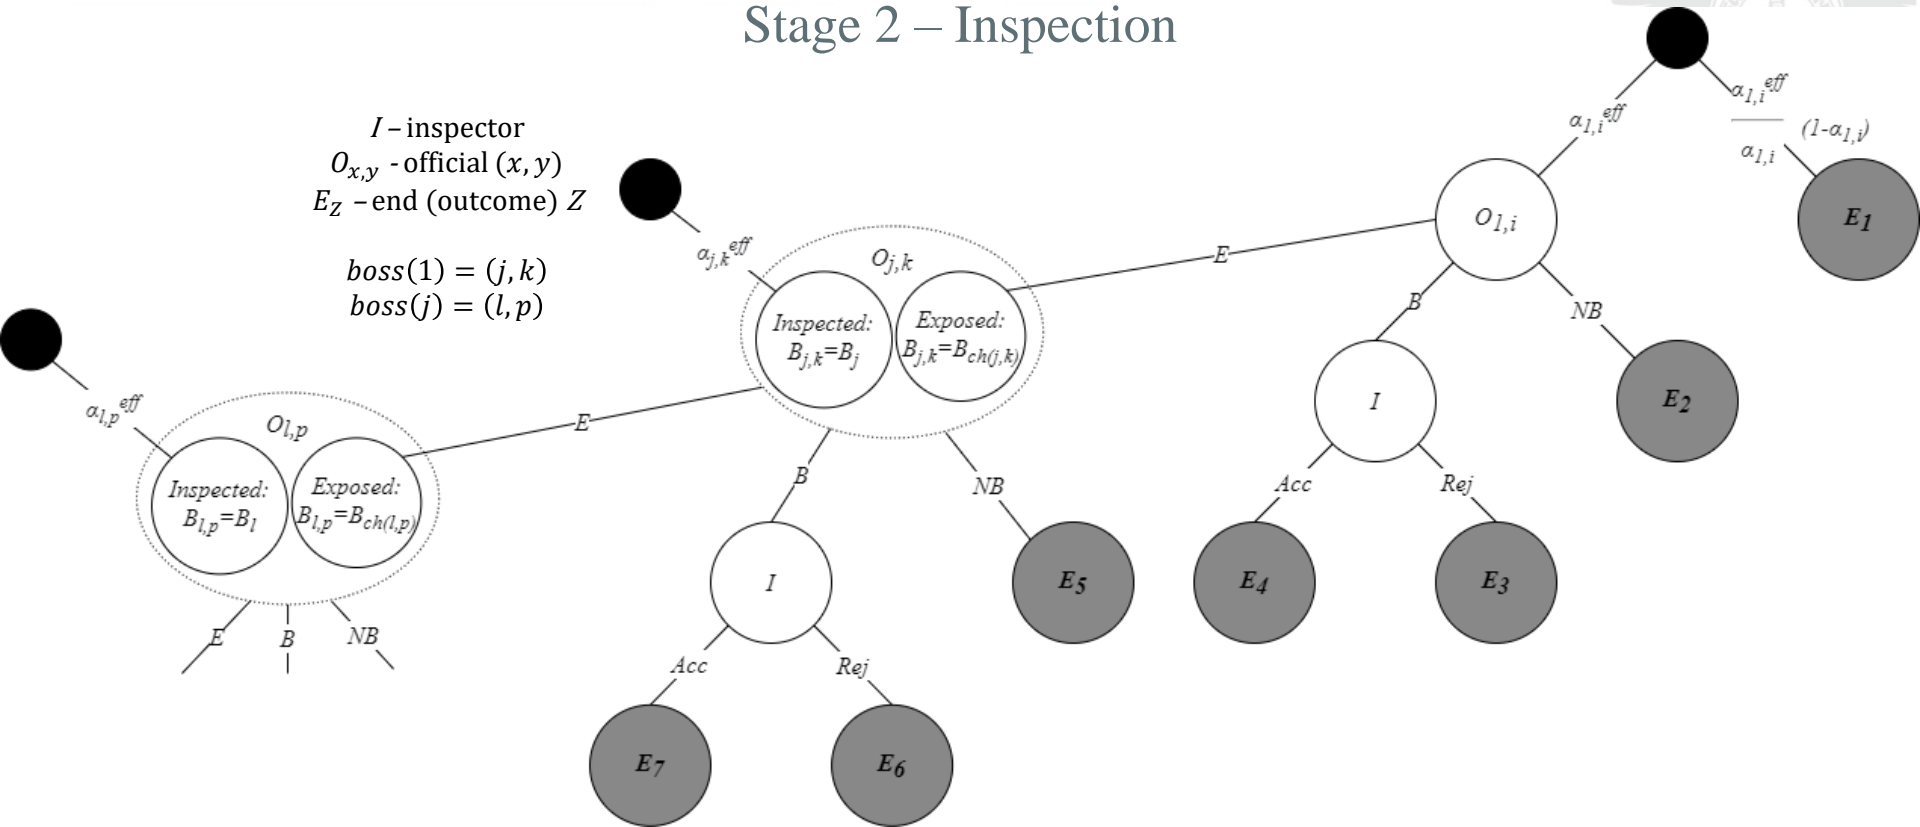 Stage 2 – Inspection
I – inspector
O_{x,y} - official (x, y)
E_Z – end (outcome) Z
boss(1) = (j, k)
boss(j) = (l, p)
α_{1,i}^{eff}
α_{1,i}^{eff}
α_{1,i}
(1-α_{1,i})
O_{1,i}
E_1
E
B
NB
I
E_2
Acc
Rej
E_4
E_3
α_{j,k}^{eff}
O_{j,k}
Inspected:
B_{j,k}=B_j
Exposed:
B_{j,k}=B_{ch(j,k)}
E
B
NB
I
E_5
Acc
Rej
E_7
E_6
α_{l,p}^{eff}
O_{l,p}
Inspected:
B_{l,p}=B_l
Exposed:
B_{l,p}=B_{ch(l,p)}
E
B
NB